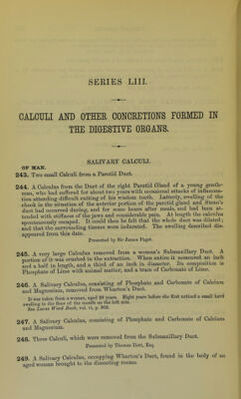 SERIES LIII.
CALCULI AND OTHER CONCRETIONS FORMED IN
THE DIGESTIVE ORGANS.
SALIVARY CALCULI.
OF MAN.
243. Two small Calculi from a Parotid Duct.
244. A Calculus from the Duct of the right Parotid Gland of a young gentle-
man, who had suffered for about two years with occasional attacks of inflamma-
tion attending difficult cutting of his wisdom teeth. Latterly, swelling of the
cheek in the situation of the anterior portion of the parotid gland and Steno's
duct had occurred during, and for some hours after meals, and had been at-
tended with stiffness of the jaws and considerable pain. At length the calculus
spontaneously escaped. It could then be felt that the whole duct was dilated;
and that the surrounding tissues were indurated. The swelling described dis-
appeared from this date.
Presented by Sir James Paget.
245. A very large Calculus removed from a woman's Submaxillary Duct. A
portion of it was crushed in the extraction. When entire it measured an inch
and a half in length, and a third of an inch in diameter. Its composition is
Phosphate of Lime with animal matter, and a trace of Carbonate of Lime.
246. A Salivary Calculus, consisting of Phosphate and Carbonate of Calcium
and Magnesium, removed from Wharton's Duct.
It was taken from a woman, aged years. Eight years before she first noticed a small hard
swelling in the floor of the mouth on the left side.
See Lucas Ward Book, vol. p.
247. A Salivary Calculus, consisting of Phosphate and Carbonate of Calcium
and Magnesium.
248. Three Calculi, which were removed from the Submaxillary Duct.
Presented by Thomas Dorr, Esq.
249. A Salivary Calculus, occupying Wharton's Duct, found in the body of an
aged woman brought to the dissecting-rooms.